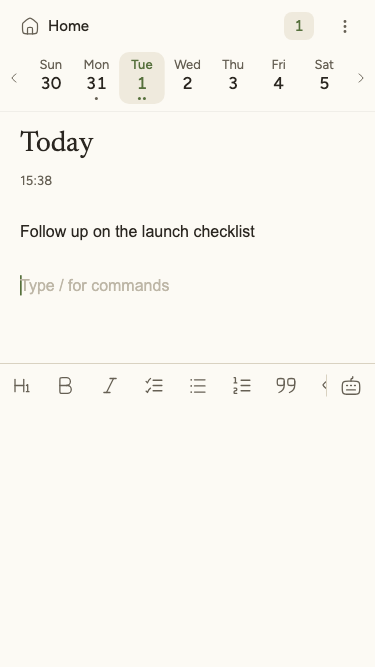 Home
1
Sun Mon Tue Wed Thu Fri Sat
30 31 1 2 3 4 5
Today
15:38
Follow up on the launch checklist
Type / for commands
H1 B I